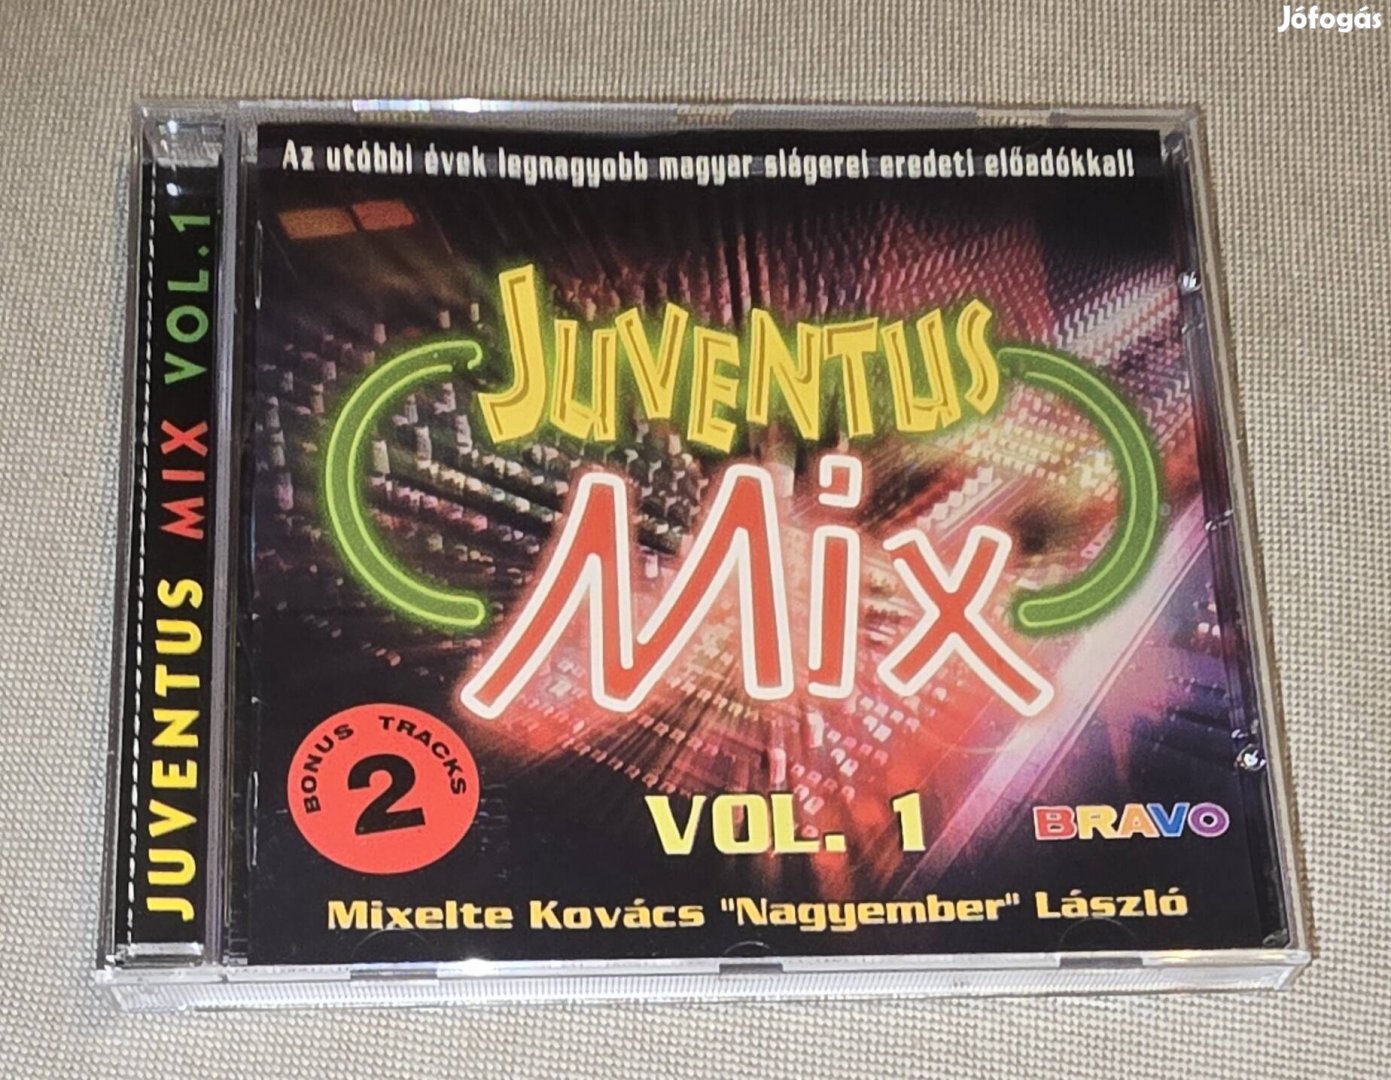 Jófogás
Az utóbbi évek legnagyobb magyar slágerei eredeti előadókkal!
JUVENTUS MIX VOL.1
JUVENTUS
Mix
BONUS TRACKS
2
VOL. 1
BRAVO
Mixelte Kovács "Nagyember" László